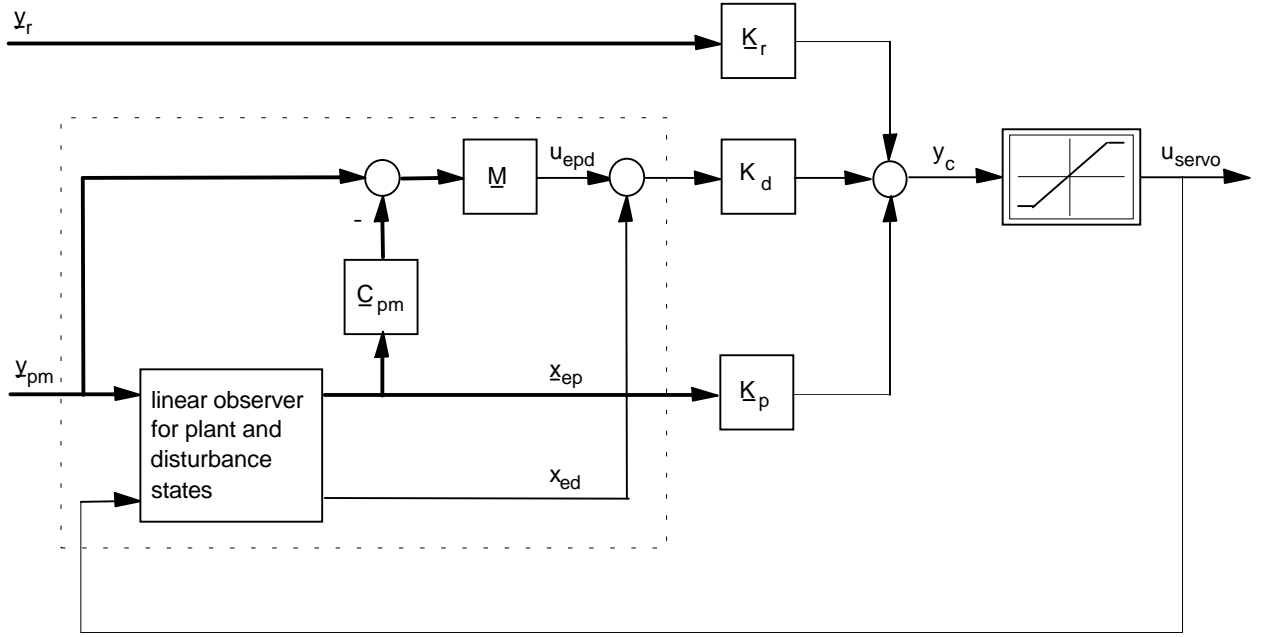 y_r
K_r
M
u_epd
K_d
y_c
u_servo
-
C_pm
y_pm
linear observer
for plant and
disturbance
states
x_ep
K_p
x_ed